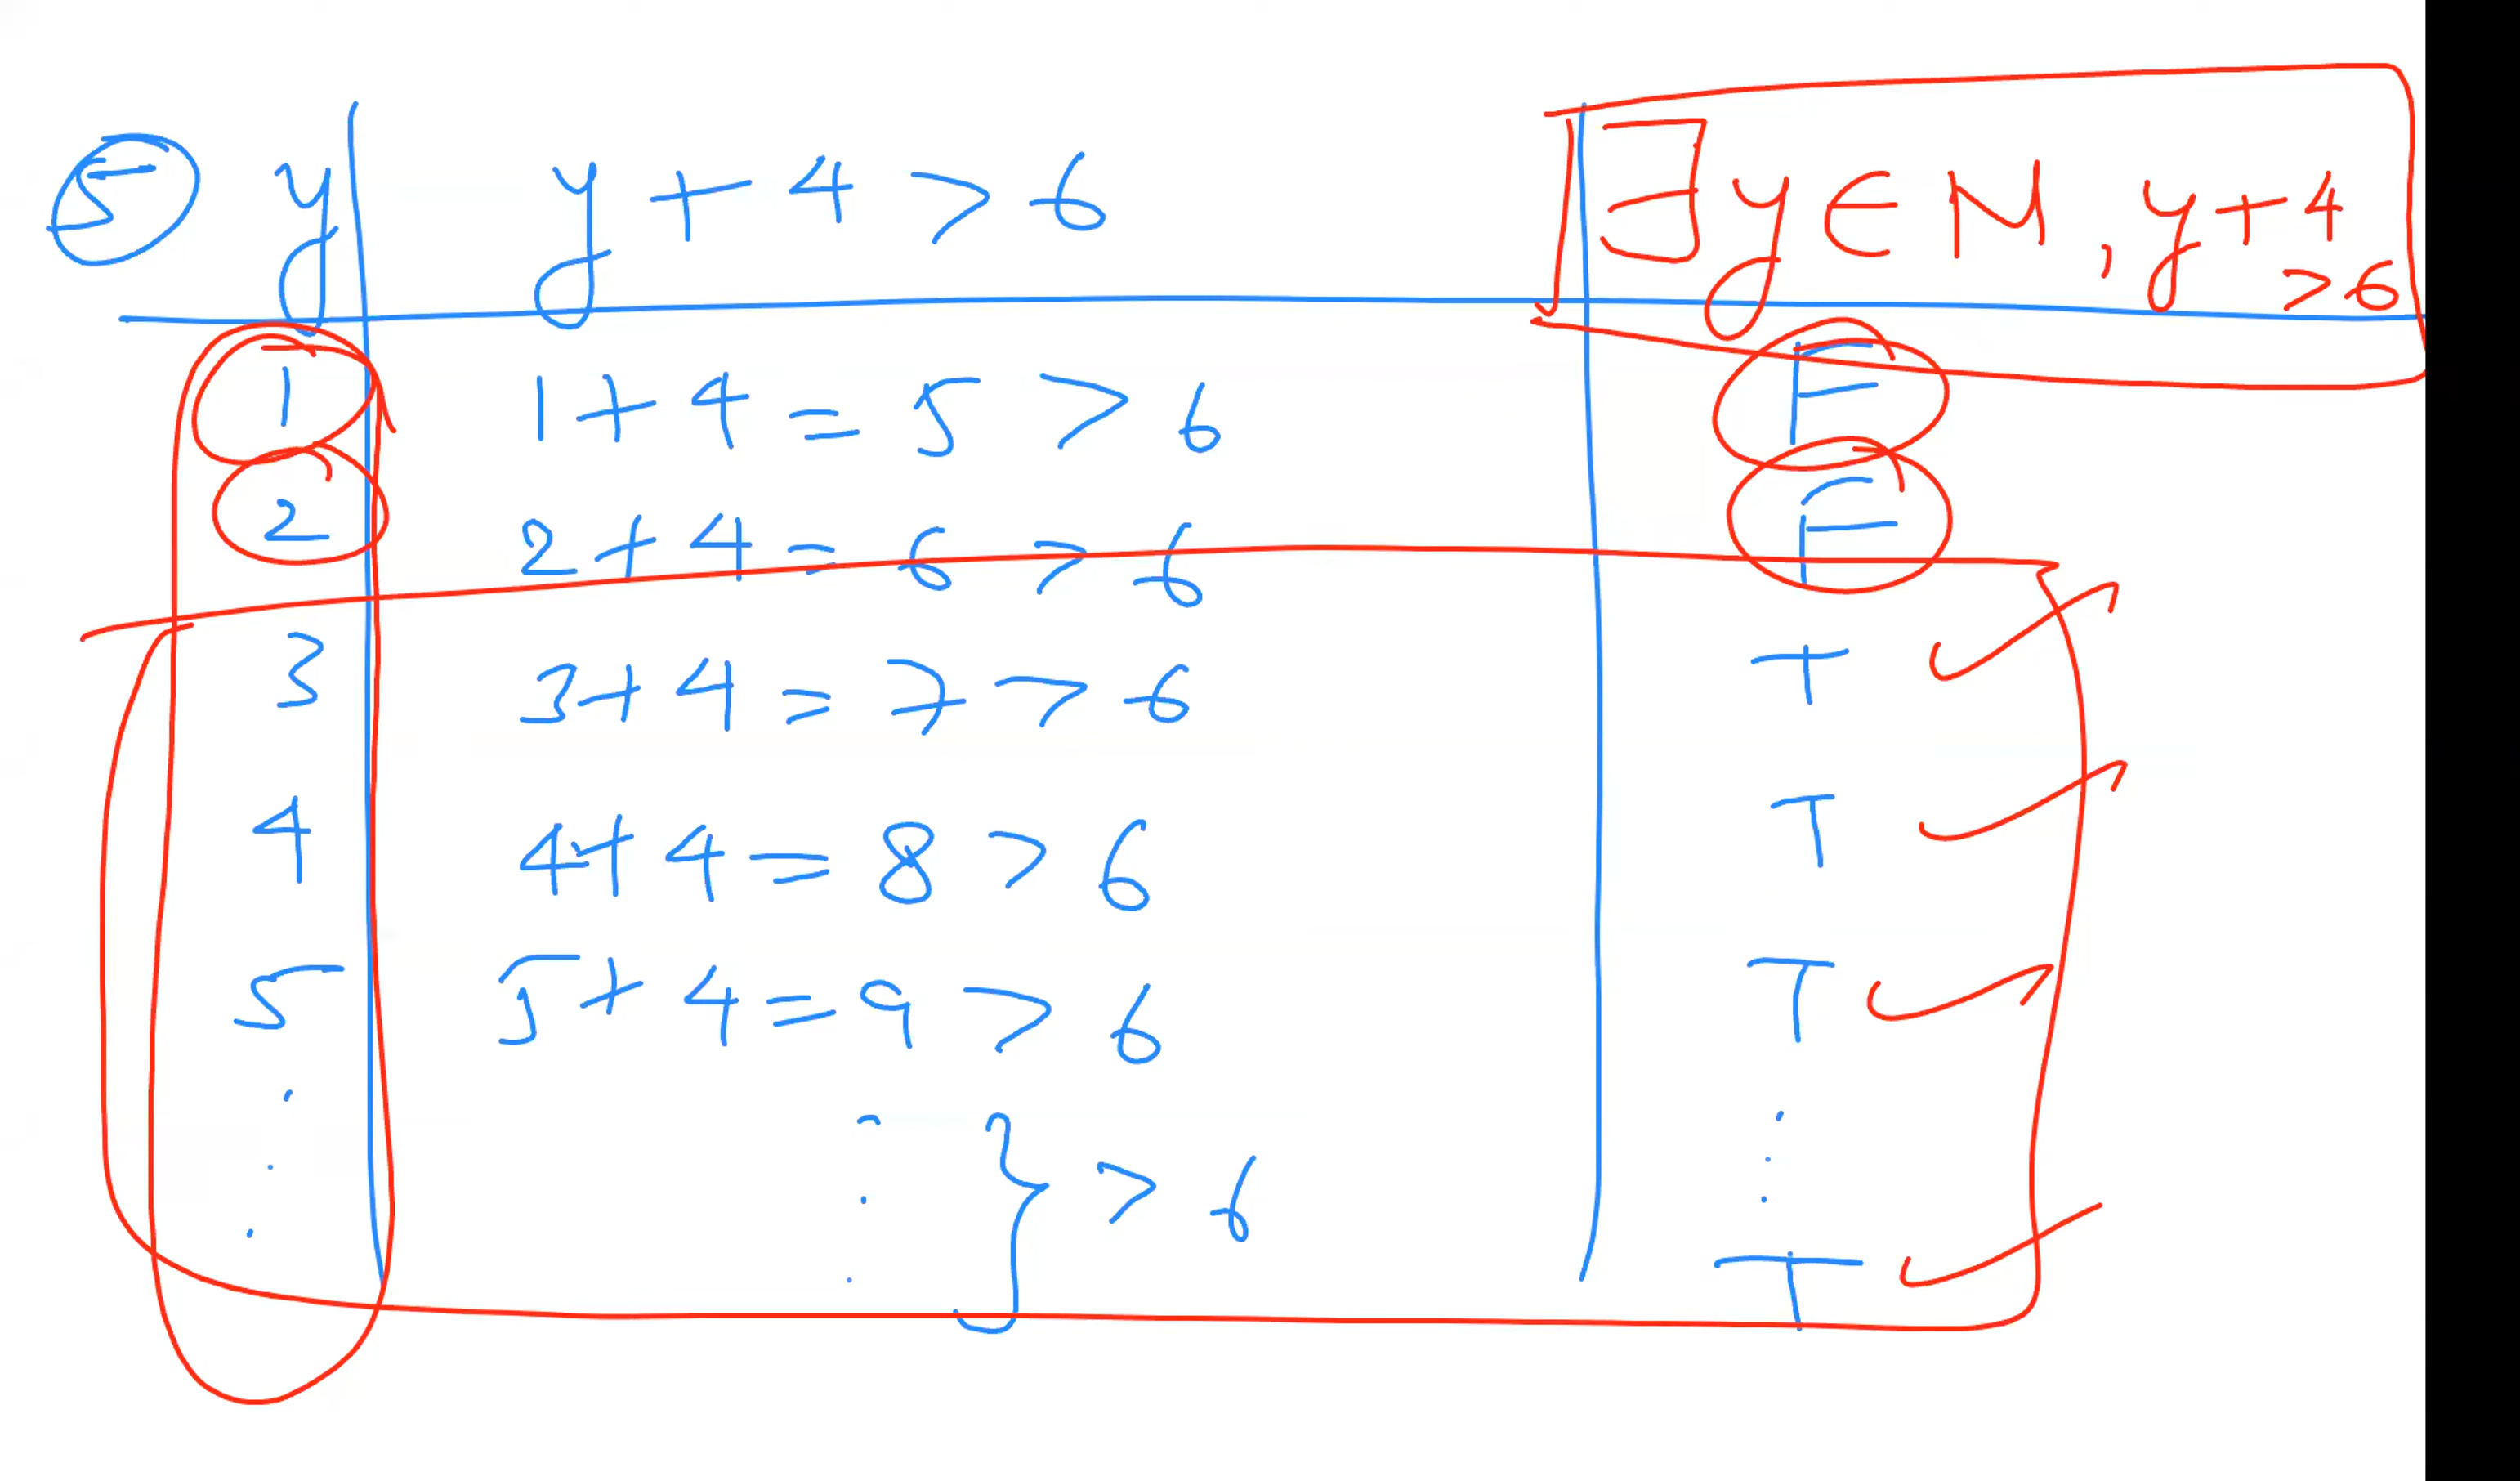 5 y y + 4 > 6 ∃ y ∈ N, y + 4 > 6
1 1 + 4 = 5 > 6 F
2 2 + 4 = 6 > 6 F
3 3 + 4 = 7 > 6 T
4 4 + 4 = 8 > 6 T
5 5 + 4 = 9 > 6 T
. . } > 6 .
T